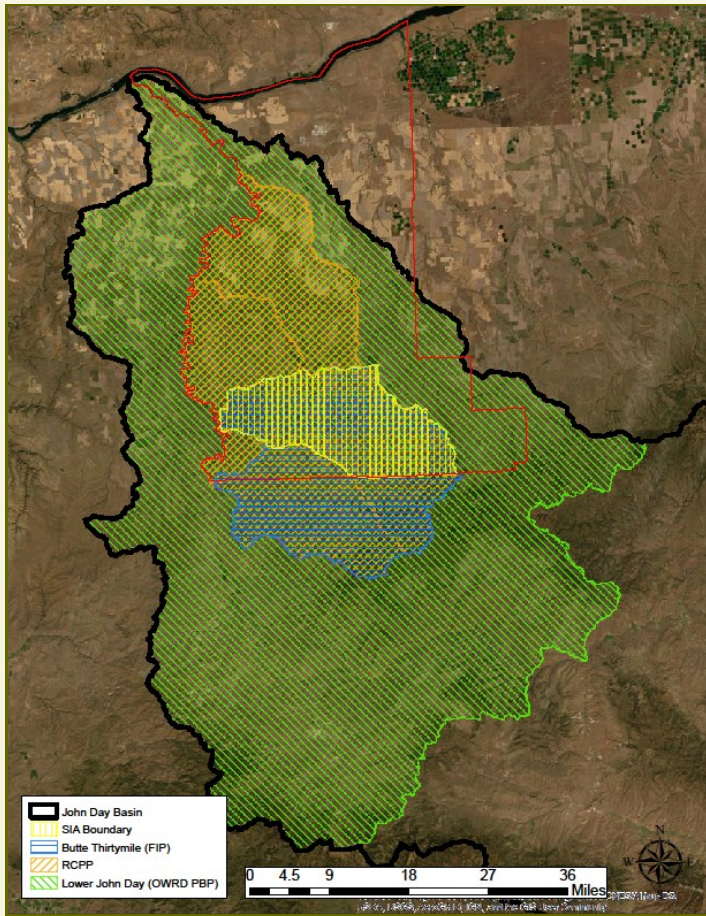 John Day Basin
SIA Boundary
Butte Thirtymile (FIP)
RCPP
Lower John Day (OWRD PBP)
0 4.5 9 18 27 36
Miles
N
W E
S